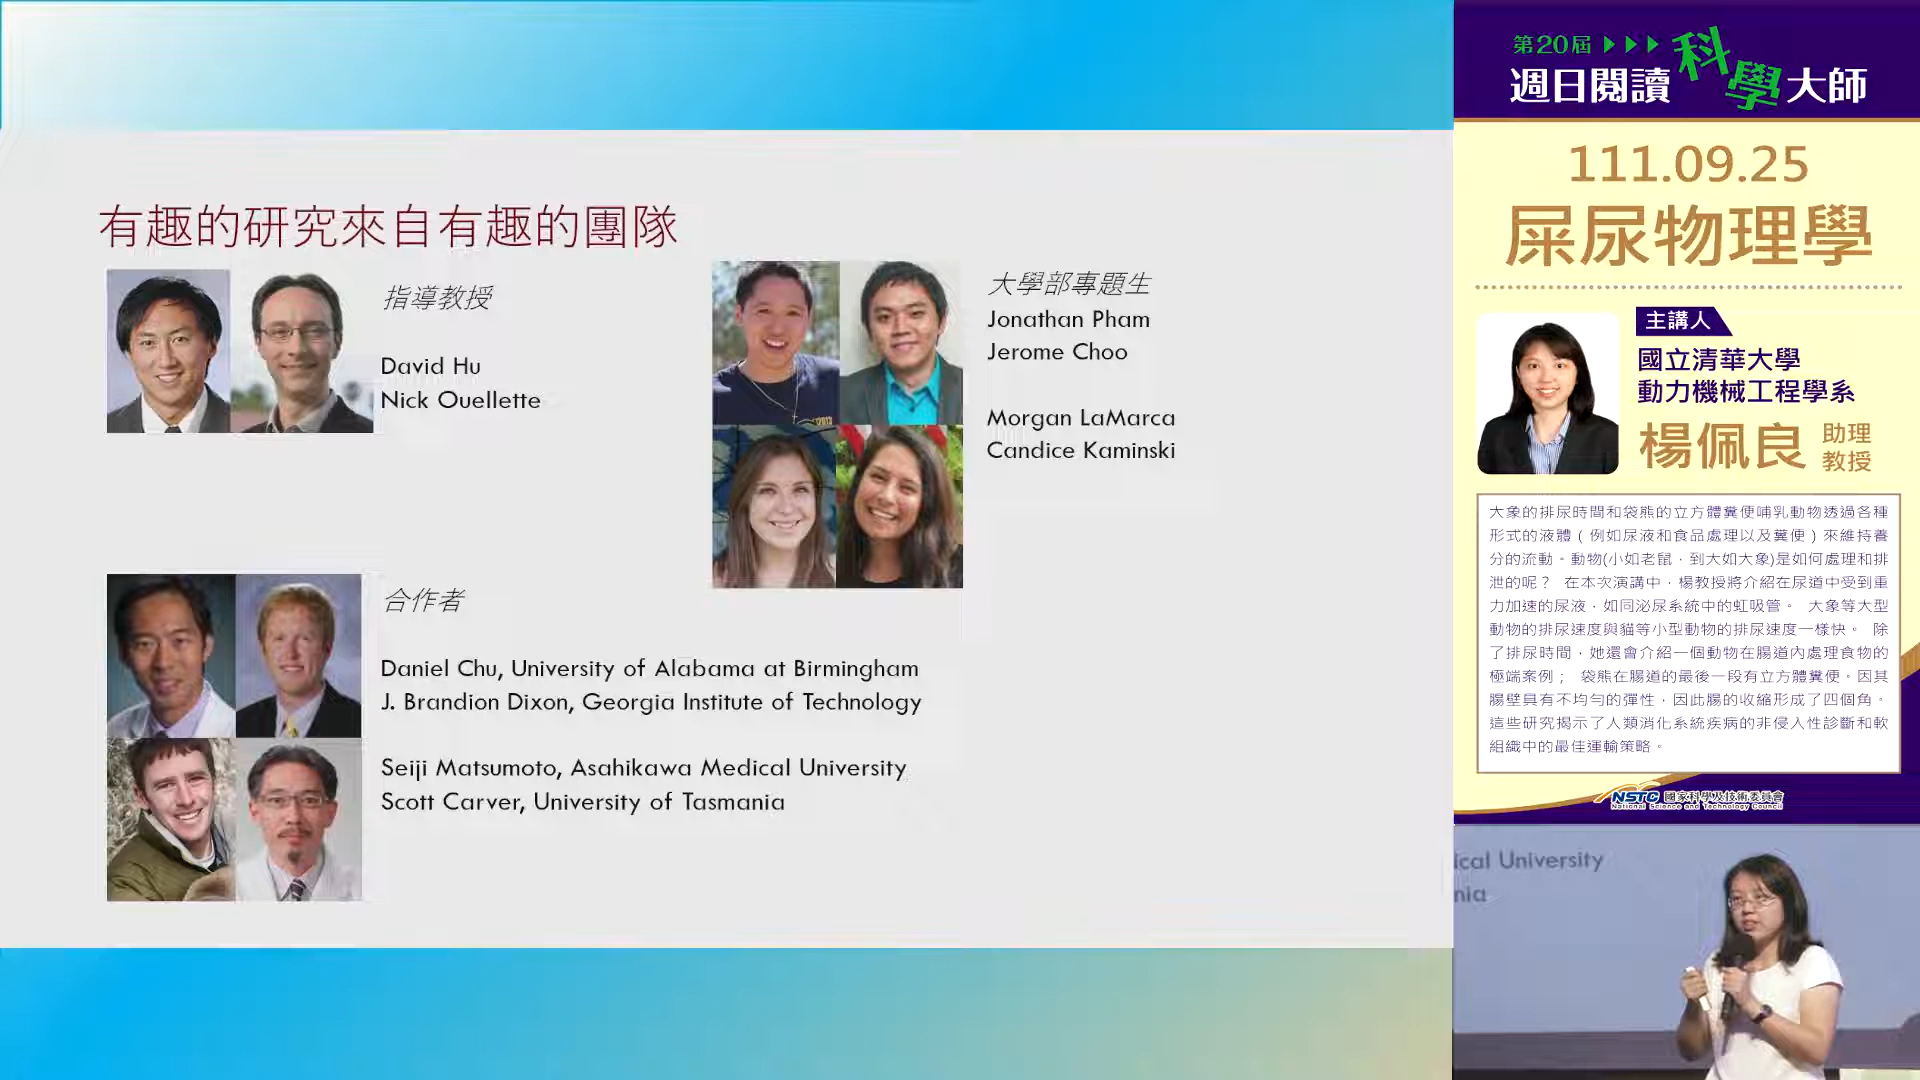 有趣的研究來自有趣的團隊
指導教授
David Hu
Nick Ouellette
大學部專題生
Jonathan Pham
Jerome Choo
Morgan LaMarca
Candice Kaminski
合作者
Daniel Chu, University of Alabama at Birmingham
J. Brandion Dixon, Georgia Institute of Technology
Seiji Matsumoto, Asahikawa Medical University
Scott Carver, University of Tasmania
第20屆
週日閱讀科學大師
111.09.25
屎尿物理學
主講人
國立清華大學
動力機械工程學系
楊佩良 助理教授
大象的排尿時間和袋熊的立方體糞便哺乳動物透過各種
形式的液體(例如尿液和食品處理以及糞便)來維持養
分的流動。動物(小如老鼠,到大如大象)是如何處理和排
泄的呢? 在本次演講中,楊教授將介紹在尿道中受到重
力加速的尿液,如同泌尿系統中的虹吸管。 大象等大型
動物的排尿速度與貓等小型動物的排尿速度一樣快。 除
了排尿時間,她還會介紹一個動物在腸道內處理食物的
極端案例; 袋熊在腸道的最後一段有立方體糞便。因其
腸壁具有不均勻的彈性,因此腸的收縮形成了四個角。
這些研究揭示了人類消化系統疾病的非侵入性診斷和軟
組織中的最佳運輸策略。
NSTC 國家科學及技術委員會
National Science and Technology Council
ical University
nia